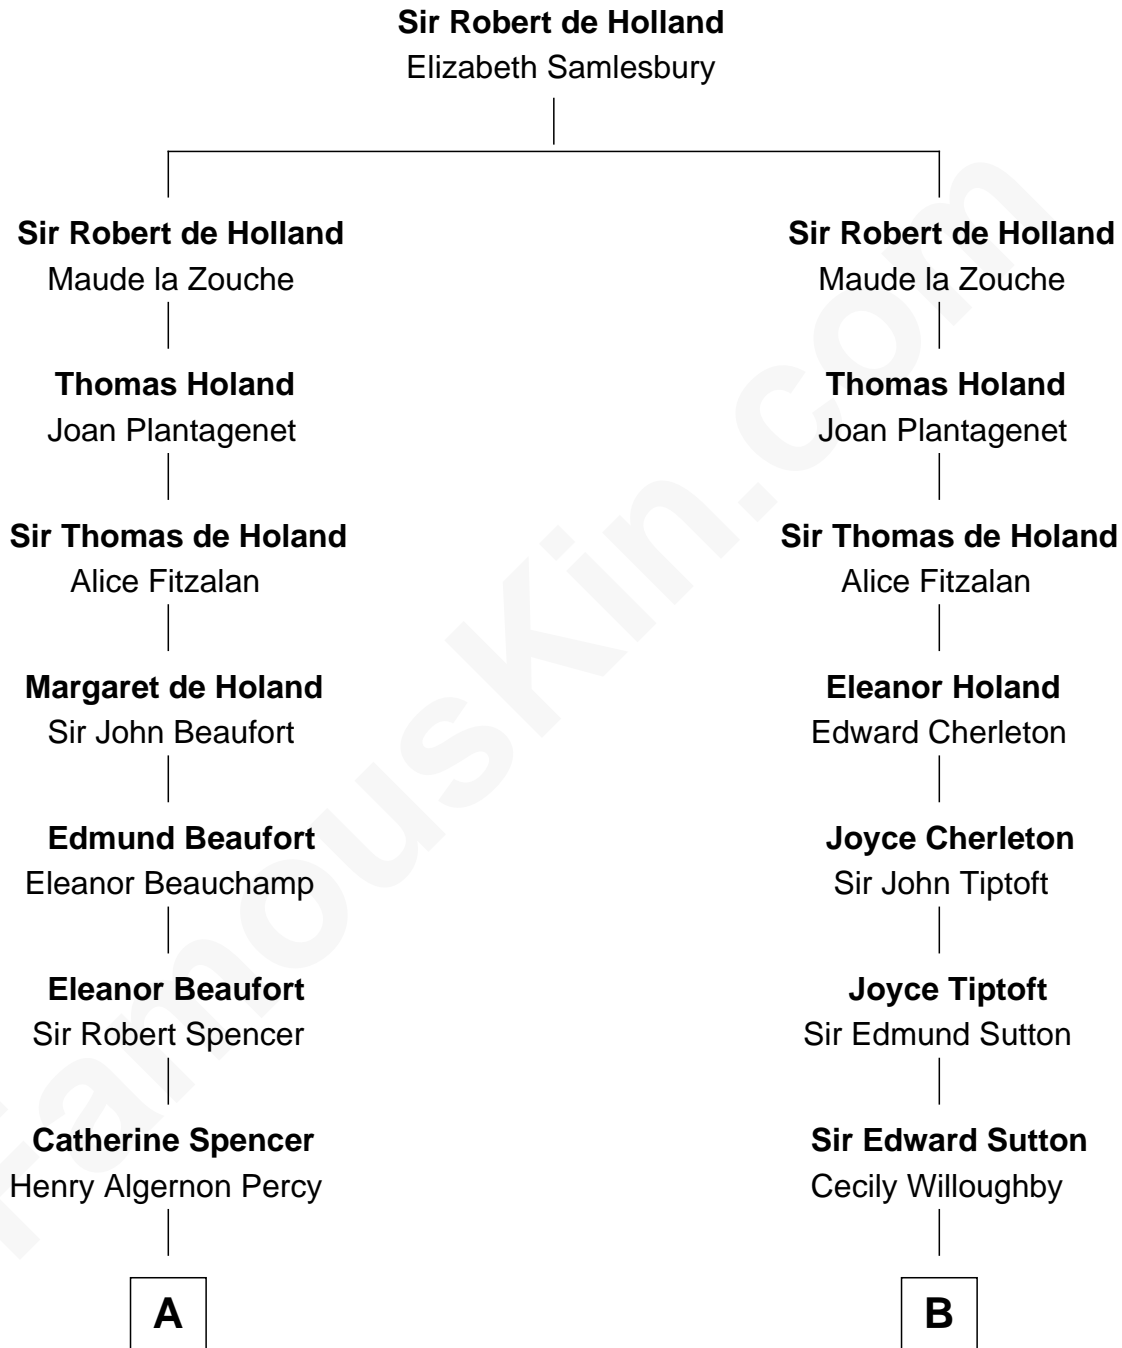 Sir Robert de Holland
Elizabeth Samlesbury
Sir Robert de Holland
Maude la Zouche
Thomas Holand
Joan Plantagenet
Sir Thomas de Holand
Alice Fitzalan
Margaret de Holand
Sir John Beaufort
Edmund Beaufort
Eleanor Beauchamp
Eleanor Beaufort
Sir Robert Spencer
Catherine Spencer
Henry Algernon Percy
A
Sir Robert de Holland
Maude la Zouche
Thomas Holand
Joan Plantagenet
Sir Thomas de Holand
Alice Fitzalan
Eleanor Holand
Edward Cherleton
Joyce Cherleton
Sir John Tiptoft
Joyce Tiptoft
Sir Edmund Sutton
Sir Edward Sutton
Cecily Willoughby
B
FamousKin.com